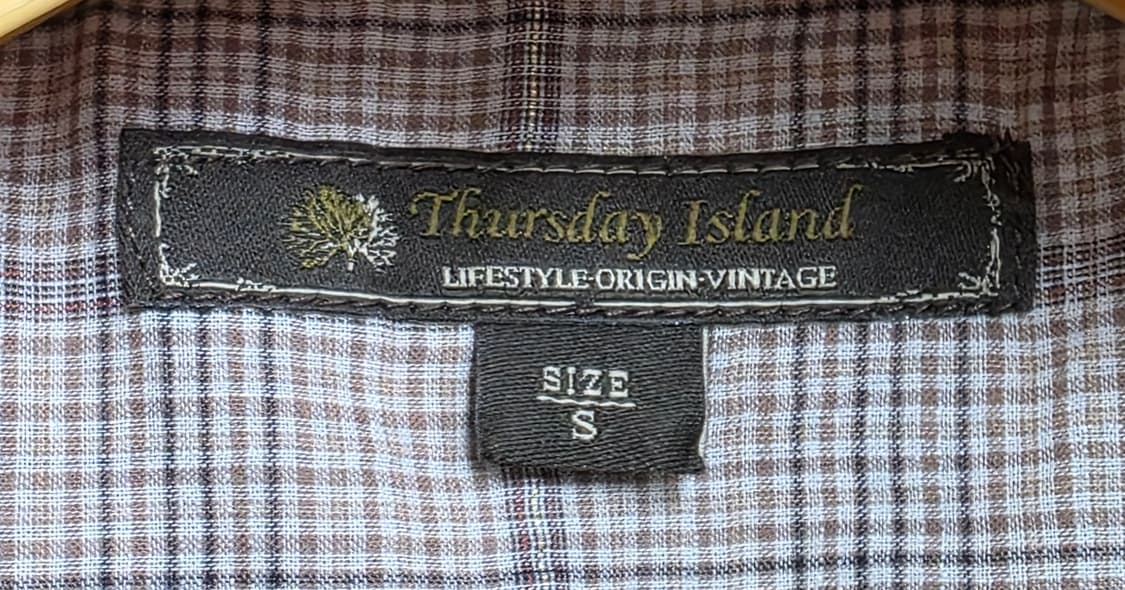 Thursday Island
LIFESTYLE·ORIGIN·VINTAGE
SIZE
S